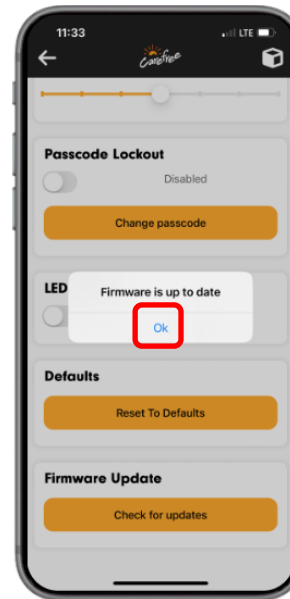 11:33
LTE
Carefree
Passcode Lockout
Disabled
Change passcode
LED
Firmware is up to date
Ok
Defaults
Reset To Defaults
Firmware Update
Check for updates